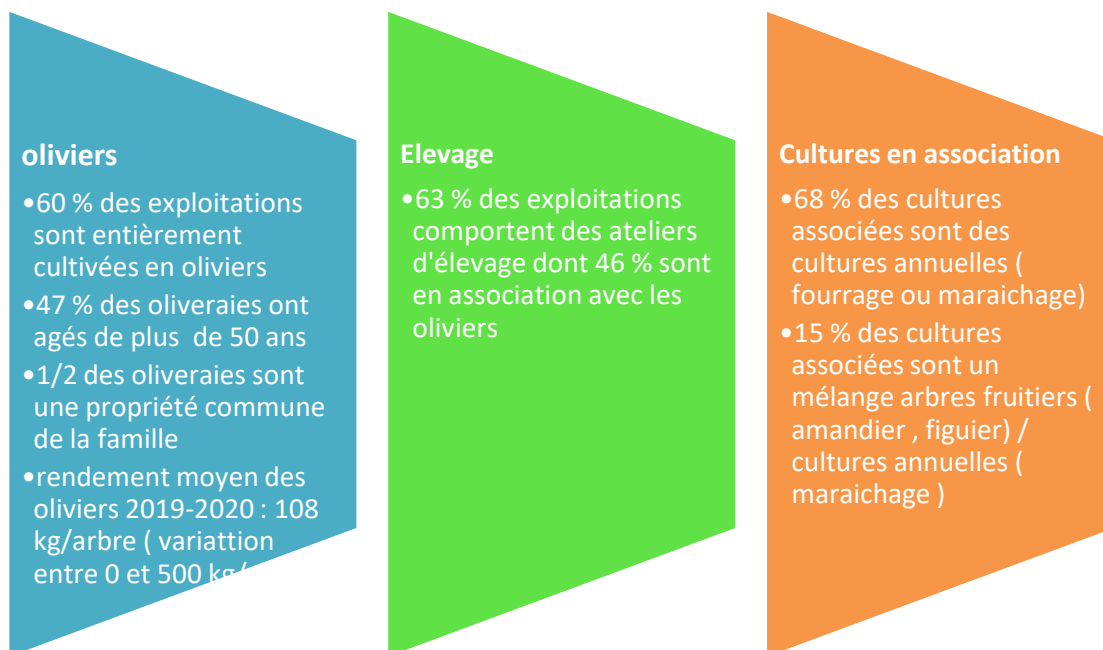 oliviers
•60 % des exploitations
sont entièrement
cultivées en oliviers
•47 % des oliveraies ont
agés de plus  de 50 ans
•1/2 des oliveraies sont
une propriété commune
de la famille
•rendement moyen des
oliviers 2019-2020 : 108
kg/arbre ( variattion
entre 0 et 500 kg/
Elevage
•63 % des exploitations
comportent des ateliers
d'élevage dont 46 % sont
en association avec les
oliviers
Cultures en association
•68 % des cultures
associées sont des
cultures annuelles (
fourrage ou maraichage)
•15 % des cultures
associées sont un
mélange arbres fruitiers (
amandier , figuier) /
cultures annuelles (
maraichage )